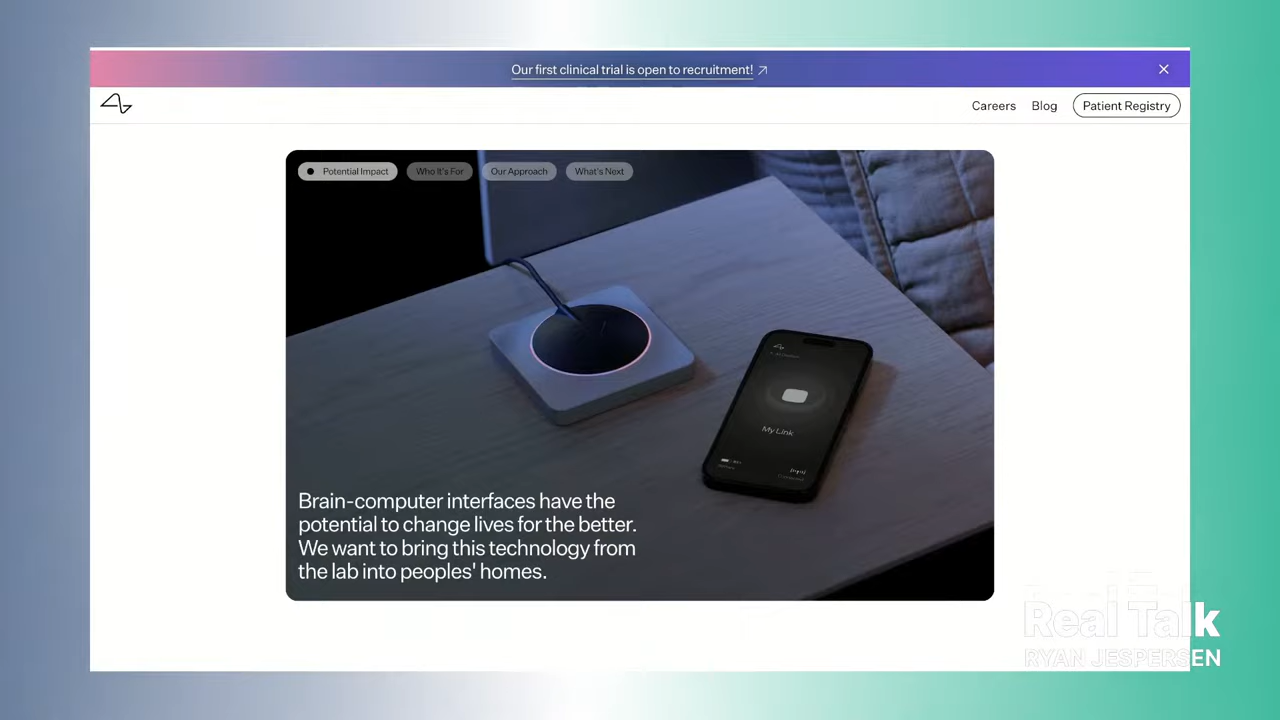 Our first clinical trial is open to recruitment!
Careers Blog Patient Registry
Potential Impact Who It's For Our Approach What's Next
My Link
Brain-computer interfaces have the
potential to change lives for the better.
We want to bring this technology from
the lab into peoples' homes.
Real Talk
RYAN JESPERSEN